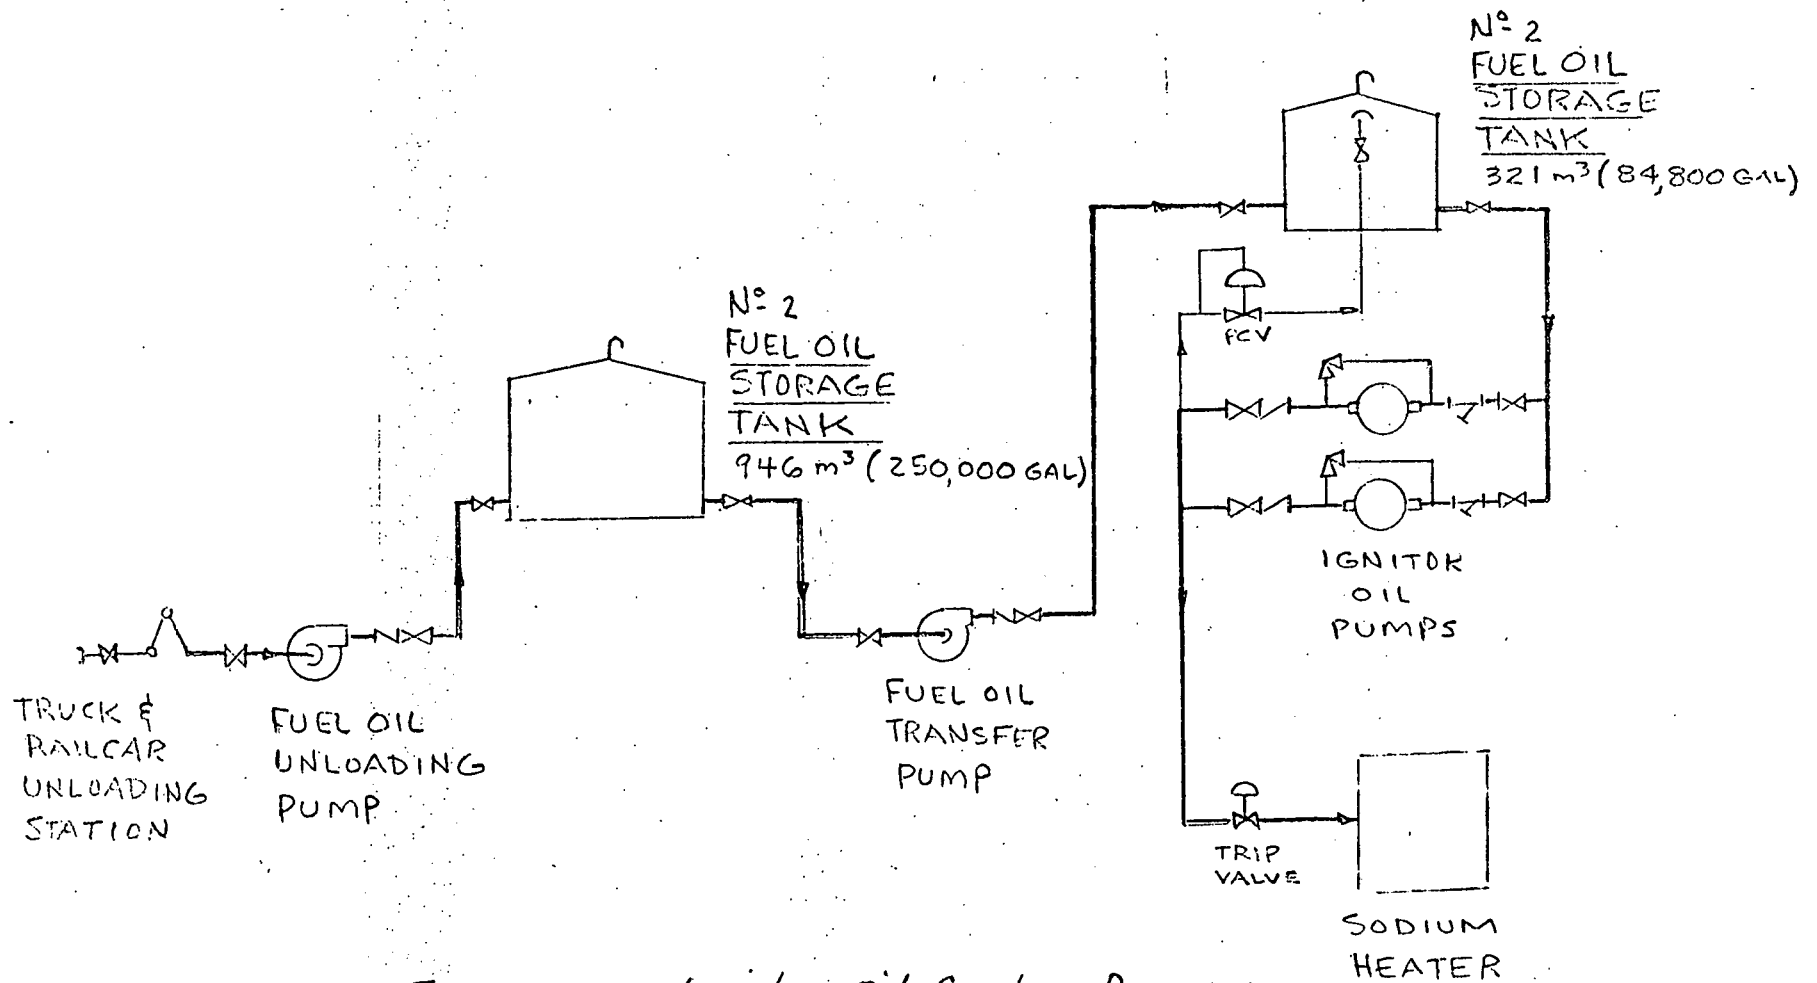 Nº 2
FUEL OIL
STORAGE
TANK
321 m³ (84,800 GAL)
FCV
Nº 2
FUEL OIL
STORAGE
TANK
946 m³ (250,000 GAL)
IGNITOR
OIL
PUMPS
TRUCK &
RAILCAR
UNLOADING
STATION
FUEL OIL
UNLOADING
PUMP
FUEL OIL
TRANSFER
PUMP
TRIP
VALVE
SODIUM
HEATER